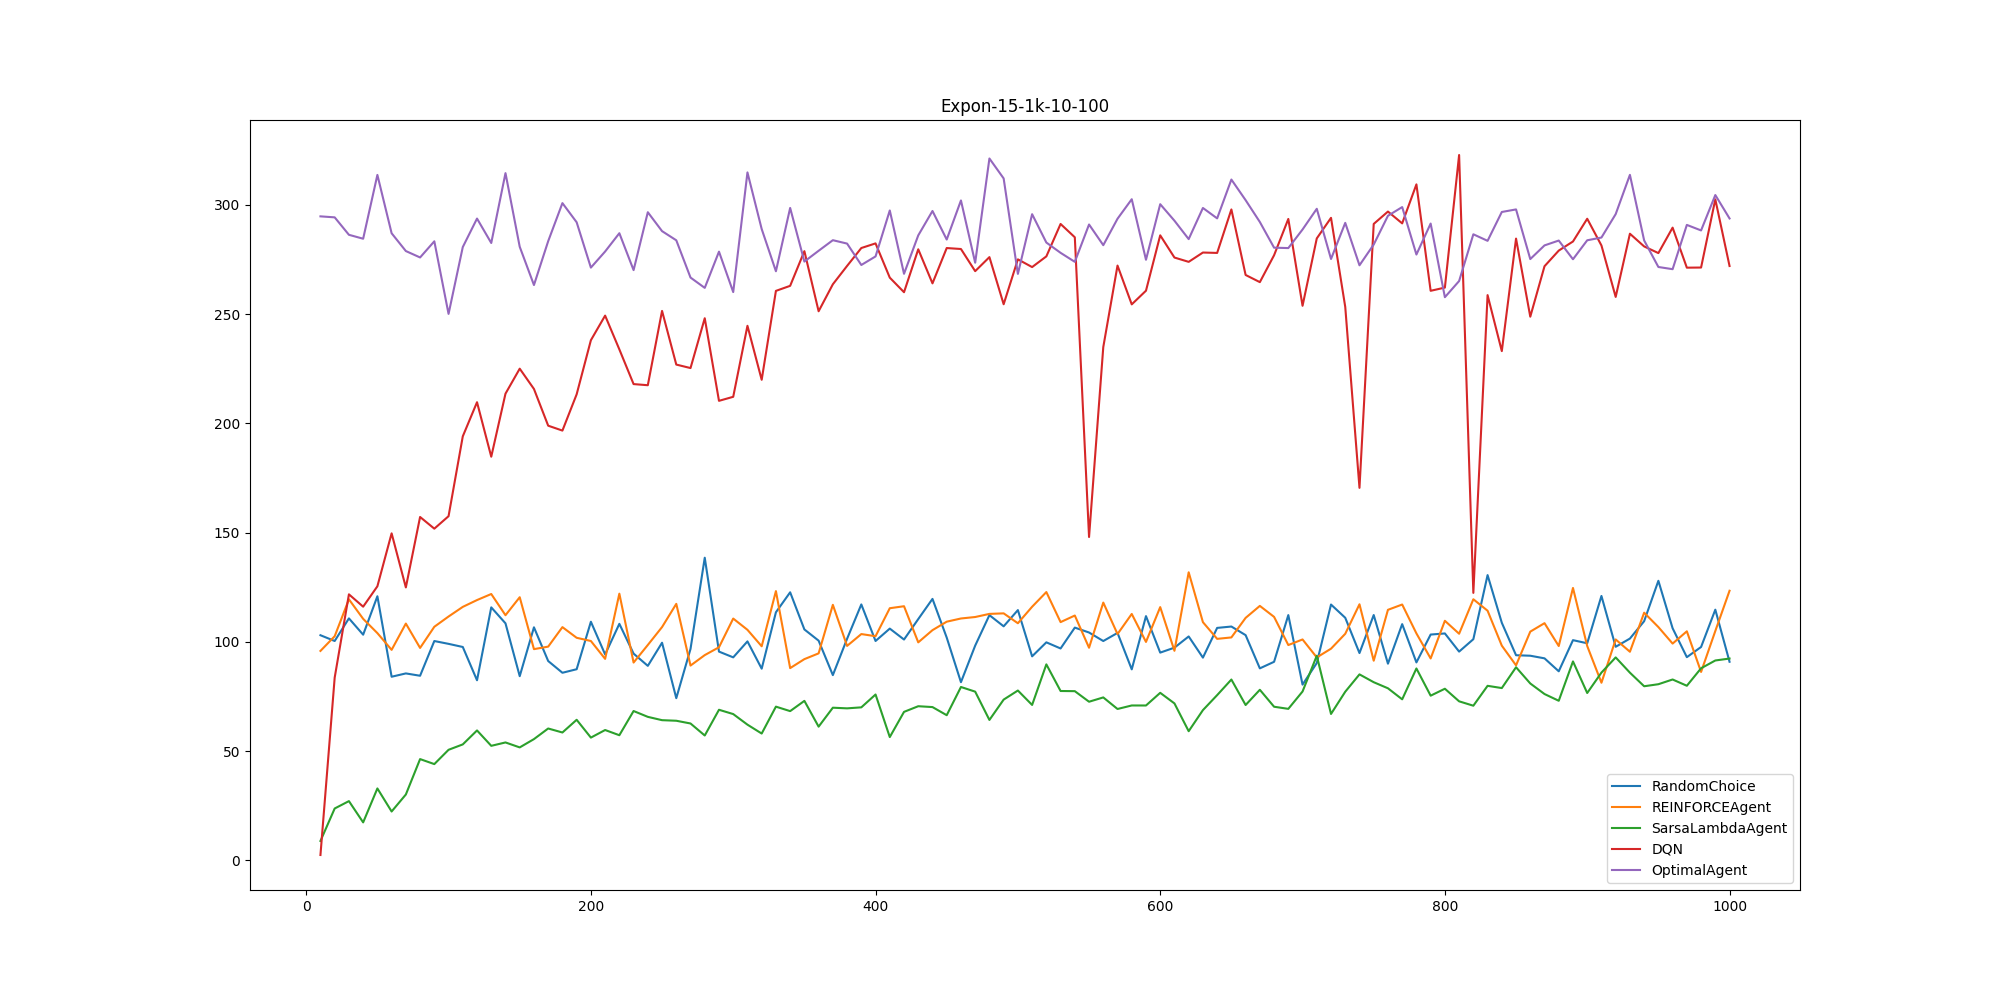 Expon-15-1k-10-100
300
250
200
150
100
50
0
0 200 400 600 800 1000
RandomChoice
REINFORCEAgent
SarsaLambdaAgent
DQN
OptimalAgent